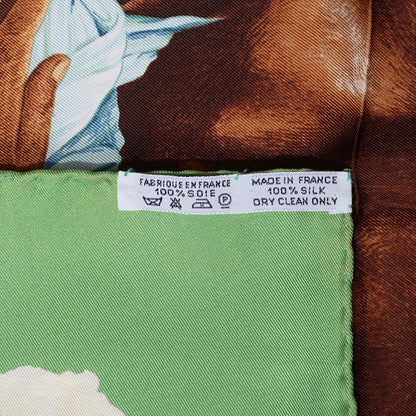 FABRIQUE EN FRANCE
100% SOIE
P
MADE IN FRANCE
100% SILK
DRY CLEAN ONLY